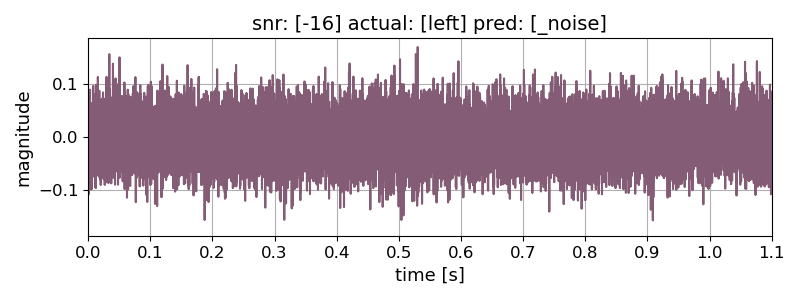 snr: [-16] actual: [left] pred: [_noise]
magnitude
0.1
0.0
−0.1
0.0 0.1 0.2 0.3 0.4 0.5 0.6 0.7 0.8 0.9 1.0 1.1
time [s]